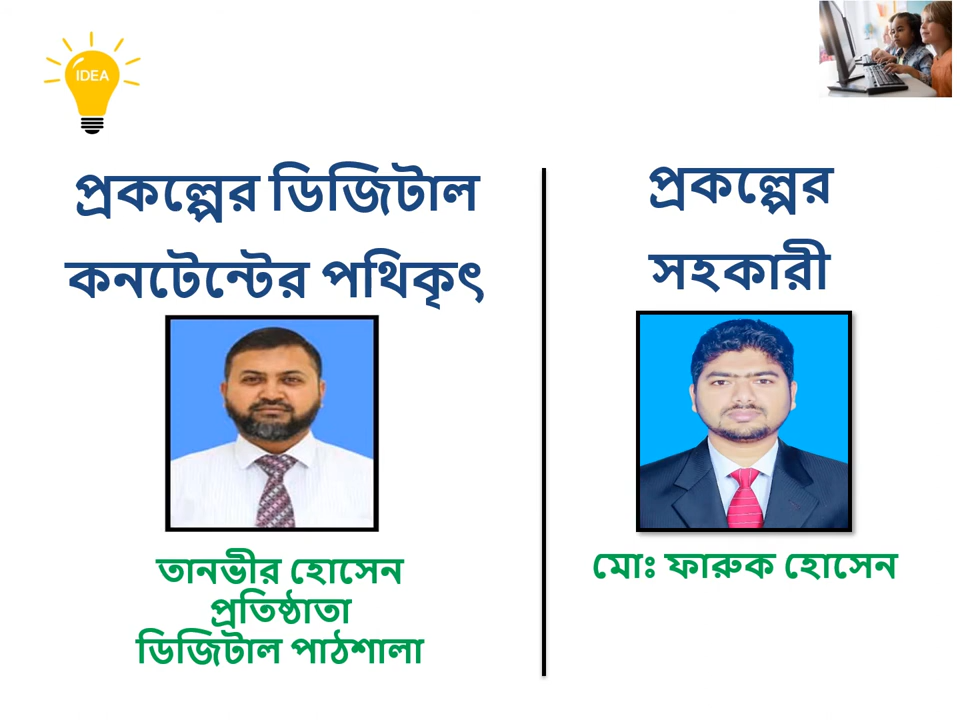 IDEA
প্রকল্পের ডিজিটাল
কনটেন্টের পথিকৃৎ
তানভীর হোসেন
প্রতিষ্ঠাতা
ডিজিটাল পাঠশালা
প্রকল্পের
সহকারী
মোঃ ফারুক হোসেন